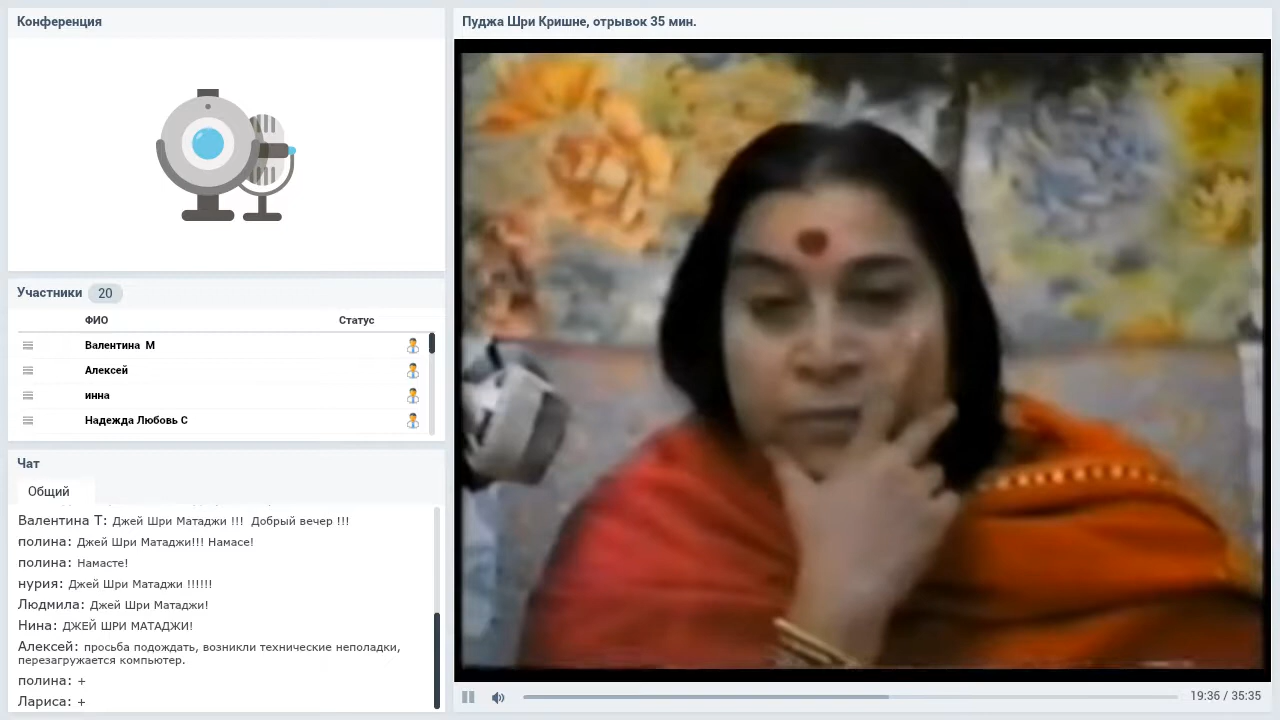 Конференция
Пуджа Шри Кришне, отрывок 35 мин.
Участники 20
ФИО Статус
Валентина М
Алексей
инна
Надежда Любовь С
Чат
Общий
Валентина Т: Джей Шри Матаджи !!! Добрый вечер !!!
полина: Джей Шри Матаджи!!! Намасе!
полина: Намасте!
нурия: Джей Шри Матаджи !!!!!!
Людмила: Джей Шри Матаджи!
Нина: ДЖЕЙ ШРИ МАТАДЖИ!
Алексей: просьба подождать, возникли технические неполадки,
перезагружается компьютер.
полина: +
Лариса: +
19:36 / 35:35